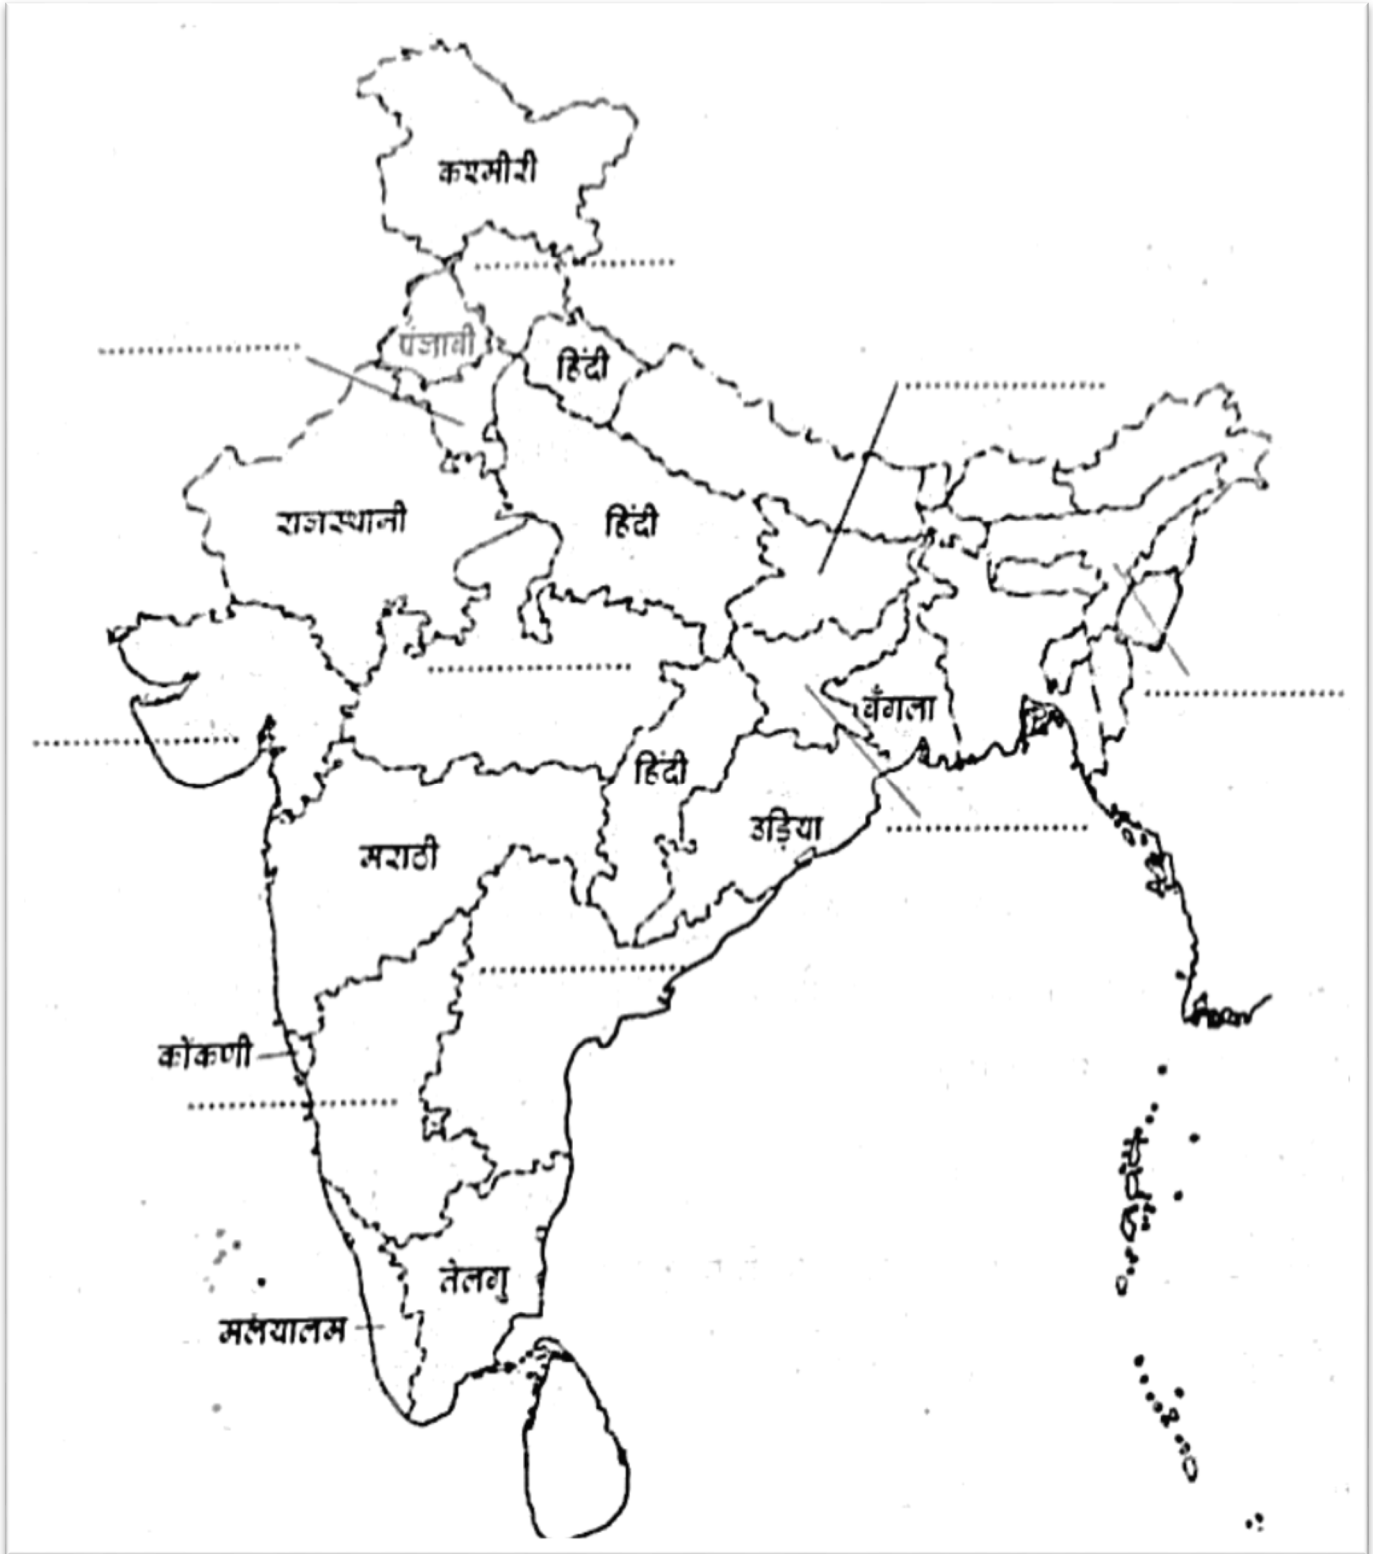 कश्मीरी
पंजाबी
हिंदी
राजस्थानी
हिंदी
बँगला
हिंदी
उड़िया
मराठी
कोंकणी
तेलगु
मलयालम